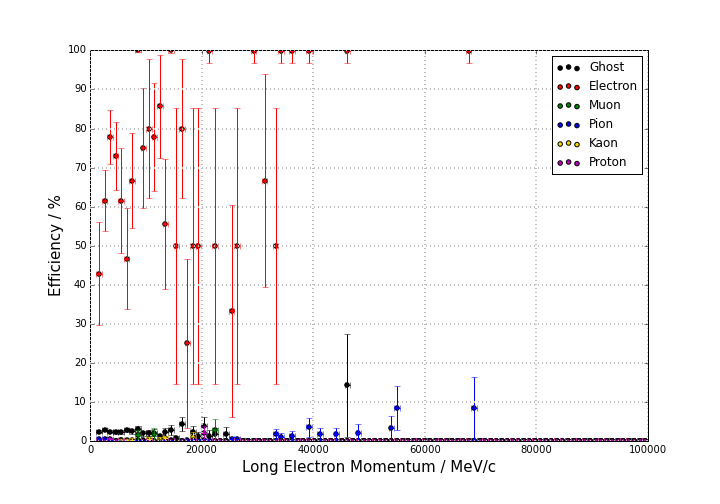 100
90
80
70
60
50
40
30
20
10
0
Efficiency / %
0 20000 40000 60000 80000 100000
Long Electron Momentum / MeV/c
Ghost
Electron
Muon
Pion
Kaon
Proton